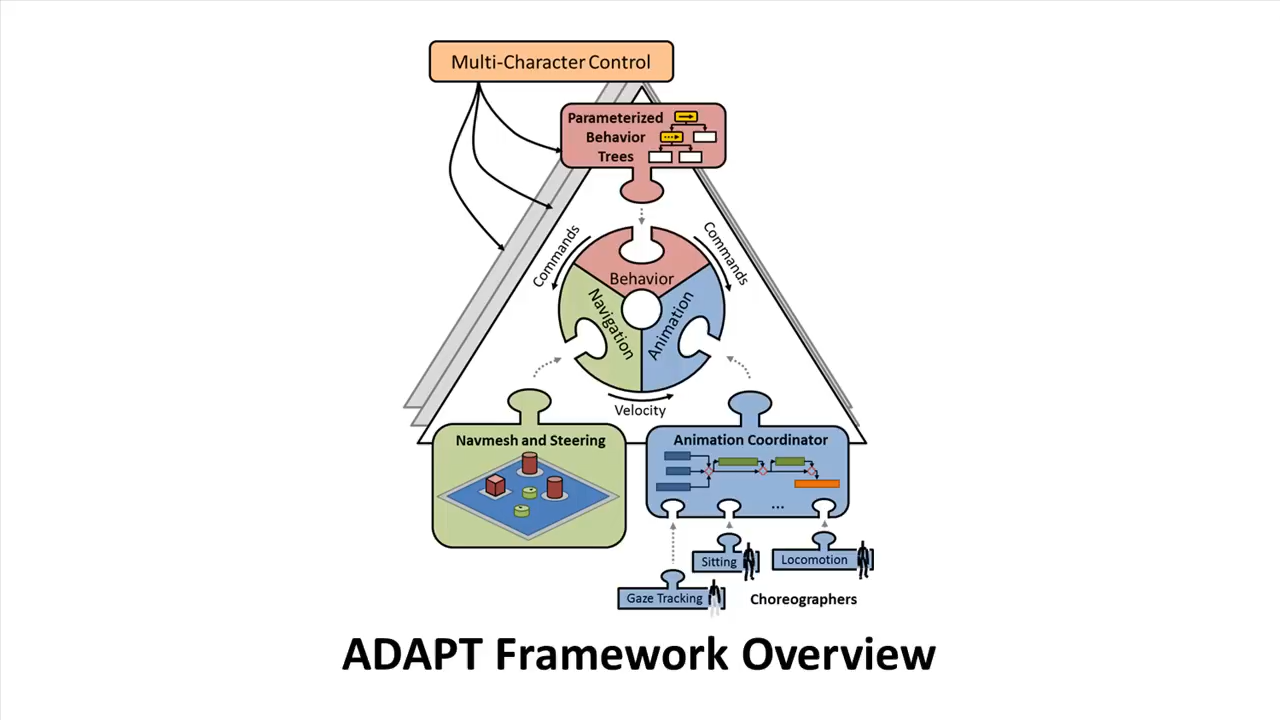 Multi-Character Control
Parameterized
Behavior
Trees
Commands
Commands
Behavior
Navigation
Animation
Velocity
Navmesh and Steering
Animation Coordinator
...
Sitting
Locomotion
Gaze Tracking
Choreographers
ADAPT Framework Overview